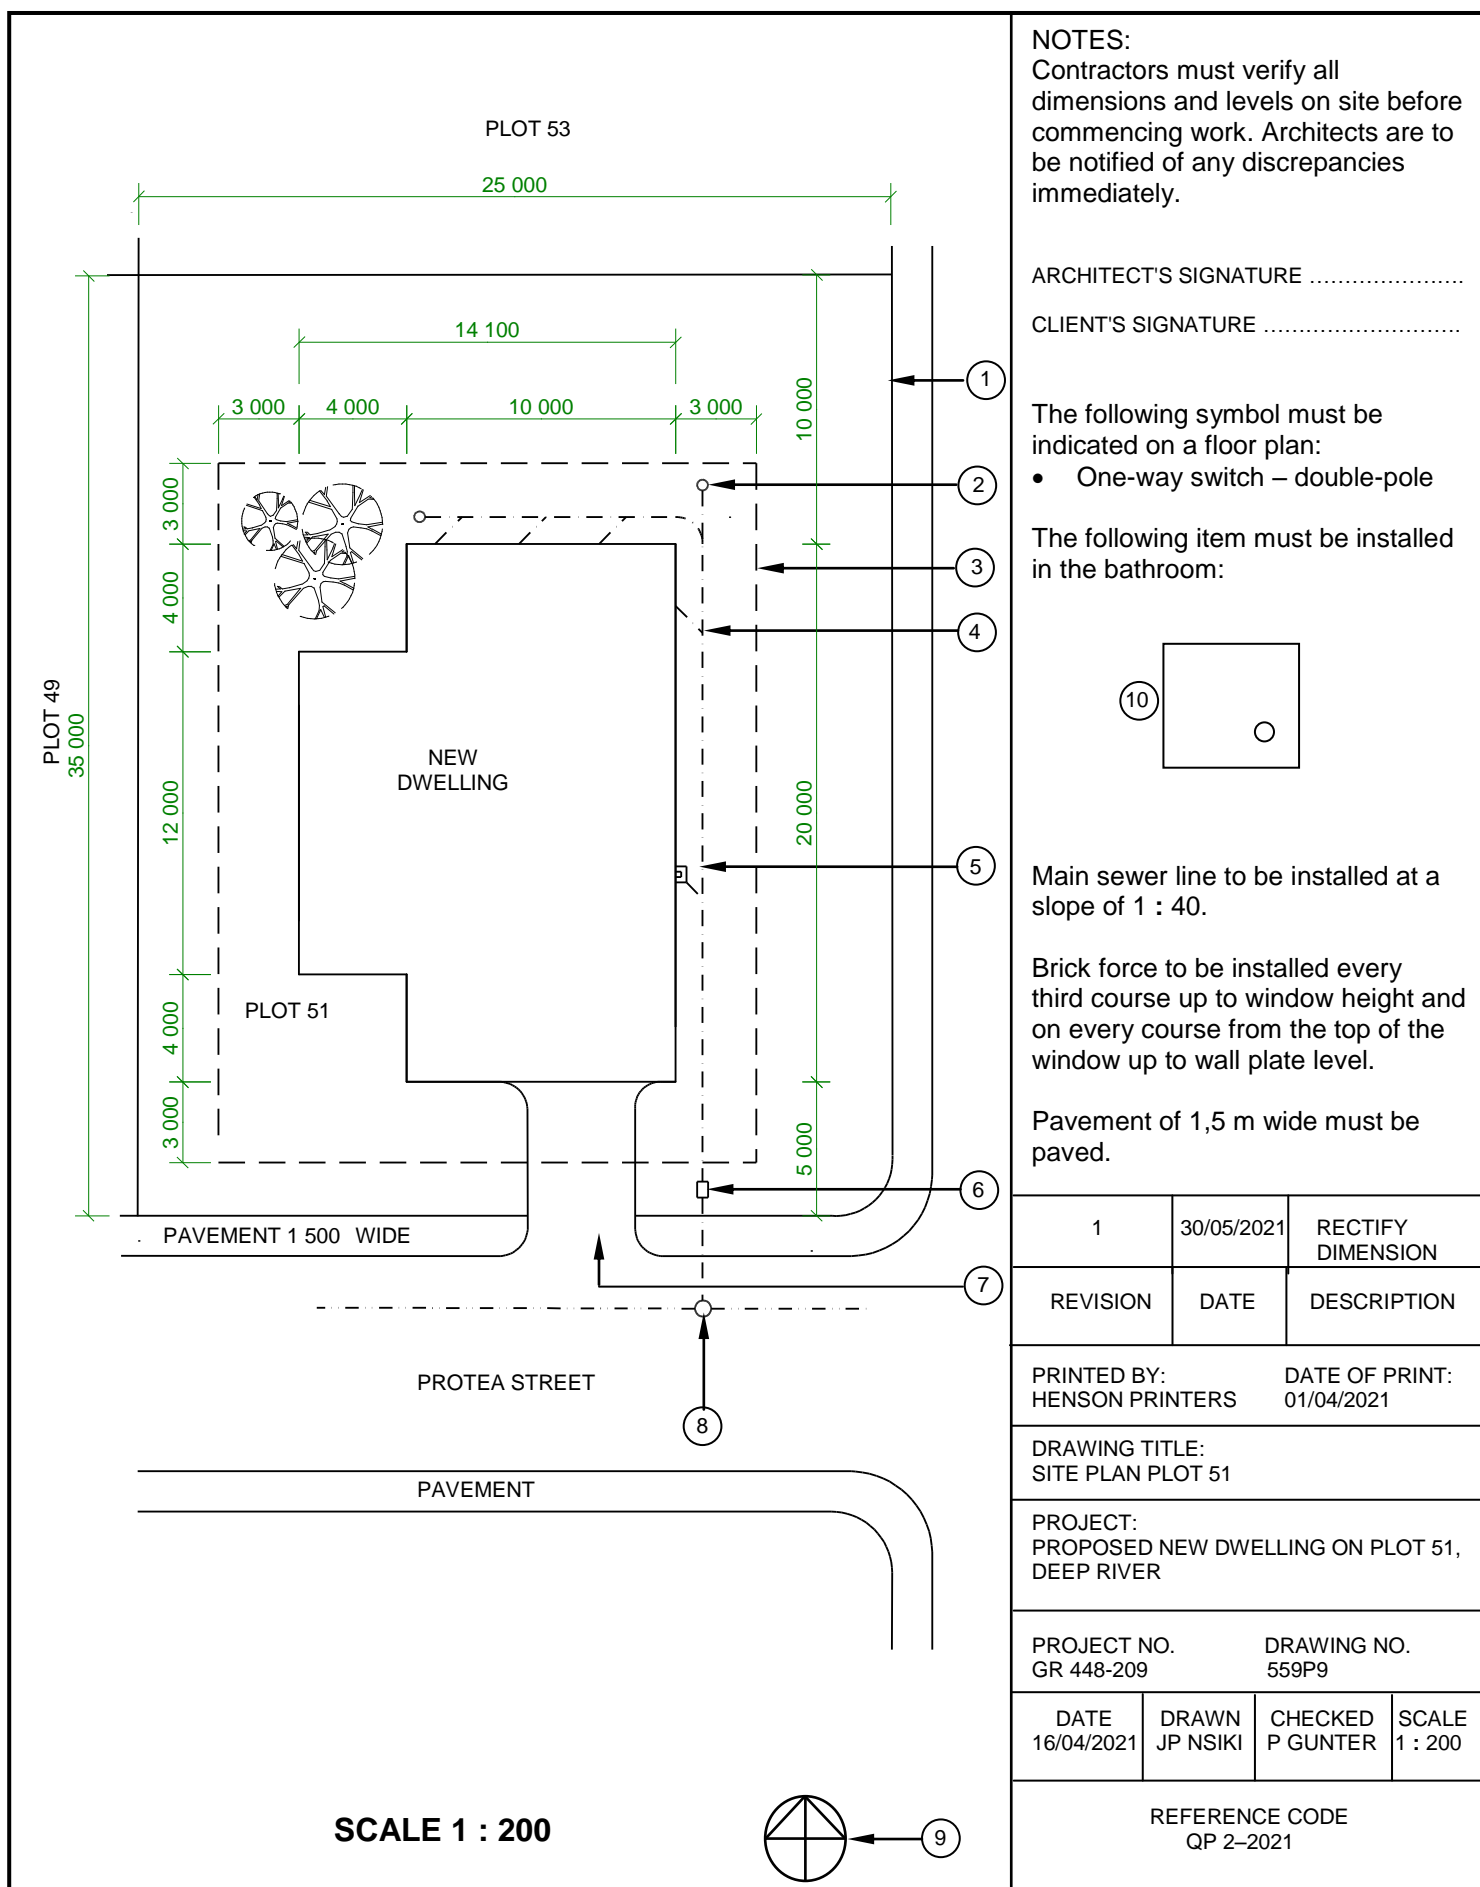 PLOT 53
25 000
14 100
3 000
4 000
10 000
3 000
10 000
1
2
3 000
3
4 000
4
PLOT 49
35 000
NEW
DWELLING
12 000
20 000
5
PLOT 51
4 000
3 000
5 000
6
PAVEMENT 1 500 WIDE
7
PROTEA STREET
8
PAVEMENT
SCALE 1 : 200
9
NOTES:
Contractors must verify all
dimensions and levels on site before
commencing work. Architects are to
be notified of any discrepancies
immediately.
ARCHITECT'S SIGNATURE ......................
CLIENT'S SIGNATURE ............................
The following symbol must be
indicated on a floor plan:
• One-way switch – double-pole
The following item must be installed
in the bathroom:
10
Main sewer line to be installed at a
slope of 1 : 40.
Brick force to be installed every
third course up to window height and
on every course from the top of the
window up to wall plate level.
Pavement of 1,5 m wide must be
paved.
1 30/05/2021 RECTIFY
DIMENSION
REVISION DATE DESCRIPTION
PRINTED BY: DATE OF PRINT:
HENSON PRINTERS 01/04/2021
DRAWING TITLE:
SITE PLAN PLOT 51
PROJECT:
PROPOSED NEW DWELLING ON PLOT 51,
DEEP RIVER
PROJECT NO. DRAWING NO.
GR 448-209 559P9
DATE DRAWN CHECKED SCALE
16/04/2021 JP NSIKI P GUNTER 1 : 200
REFERENCE CODE
QP 2–2021